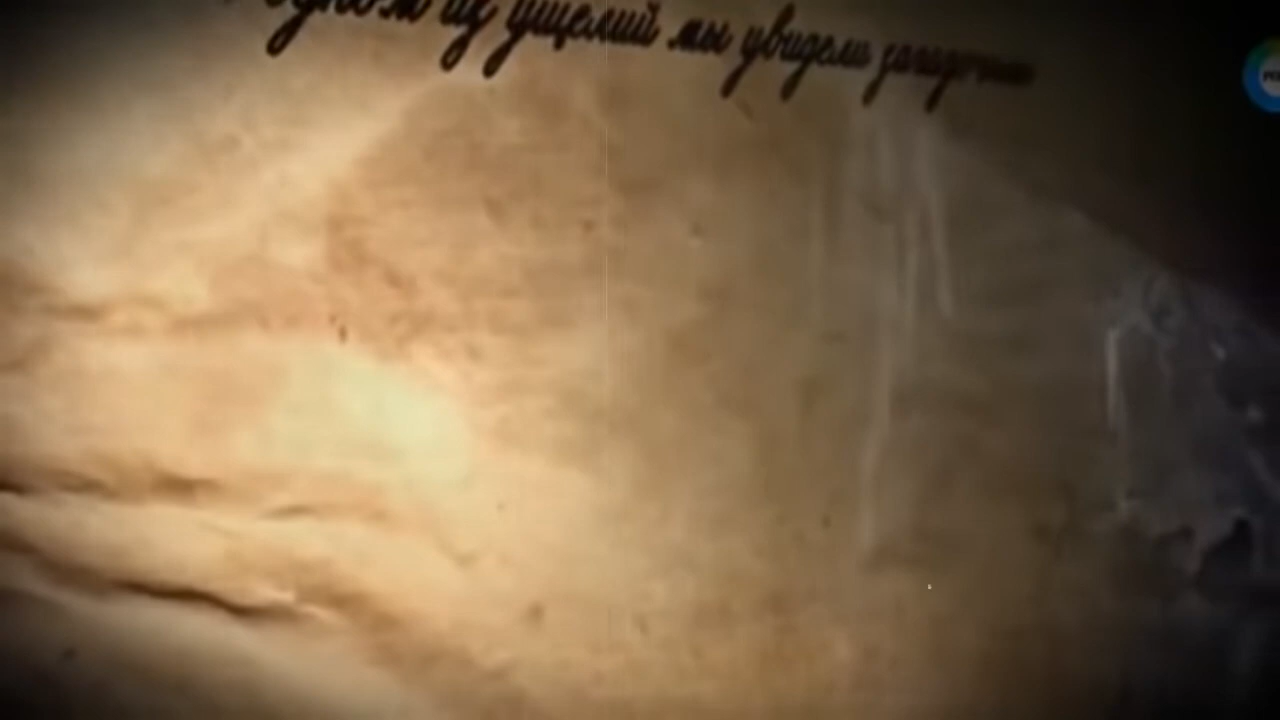 одном из ущелий мы увидели